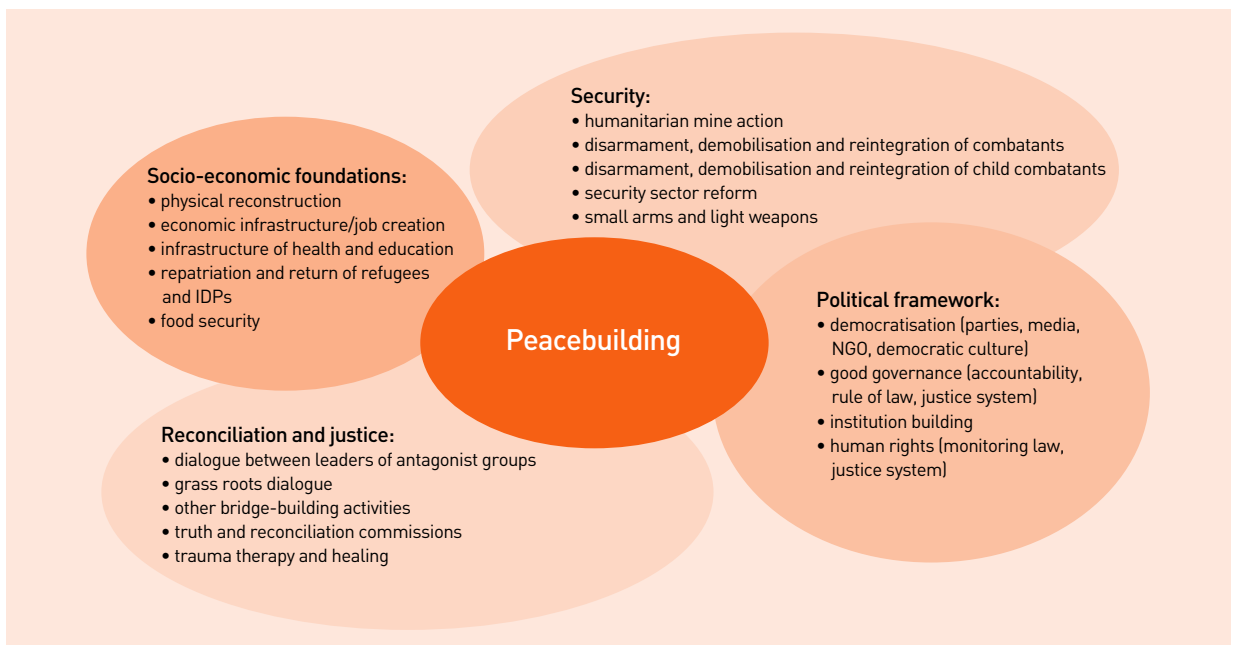 Security:
• humanitarian mine action
• disarmament, demobilisation and reintegration of combatants
• disarmament, demobilisation and reintegration of child combatants
• security sector reform
• small arms and light weapons
Socio-economic foundations:
• physical reconstruction
• economic infrastructure/job creation
• infrastructure of health and education
• repatriation and return of refugees
and IDPs
• food security
Peacebuilding
Political framework:
• democratisation (parties, media,
NGO, democratic culture)
• good governance (accountability,
rule of law, justice system)
• institution building
• human rights (monitoring law,
justice system)
Reconciliation and justice:
• dialogue between leaders of antagonist groups
• grass roots dialogue
• other bridge-building activities
• truth and reconciliation commissions
• trauma therapy and healing